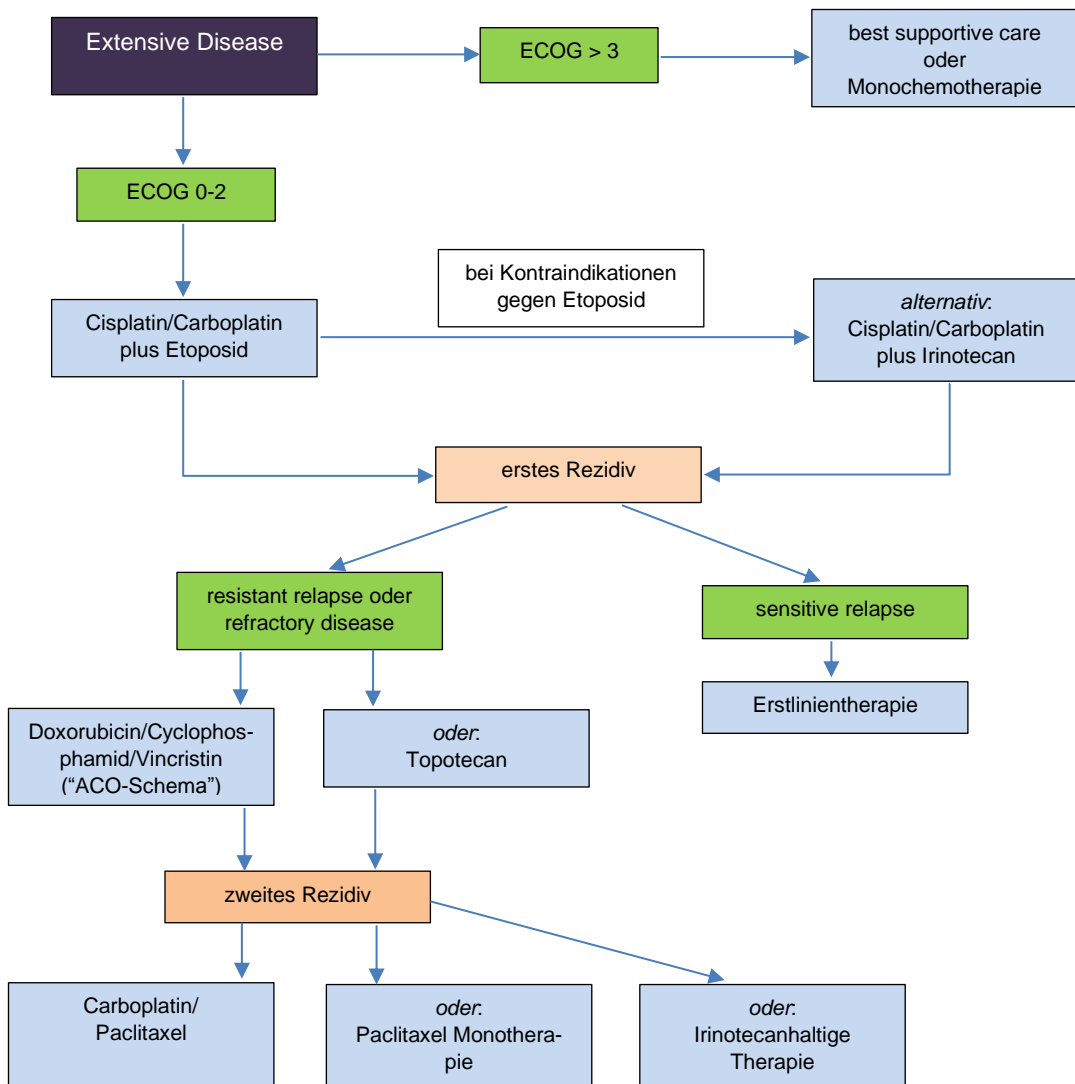 Extensive Disease
ECOG > 3
best supportive care
oder
Monochemotherapie
ECOG 0-2
bei Kontraindikationen
gegen Etoposid
Cisplatin/Carboplatin
plus Etoposid
alternativ:
Cisplatin/Carboplatin
plus Irinotecan
erstes Rezidiv
resistant relapse oder
refractory disease
sensitive relapse
Doxorubicin/Cyclophos-
phamid/Vincristin
(“ACO-Schema”)
oder:
Topotecan
Erstlinientherapie
zweites Rezidiv
Carboplatin/
Paclitaxel
oder:
Paclitaxel Monothera-
pie
oder:
Irinotecanhaltige
Therapie